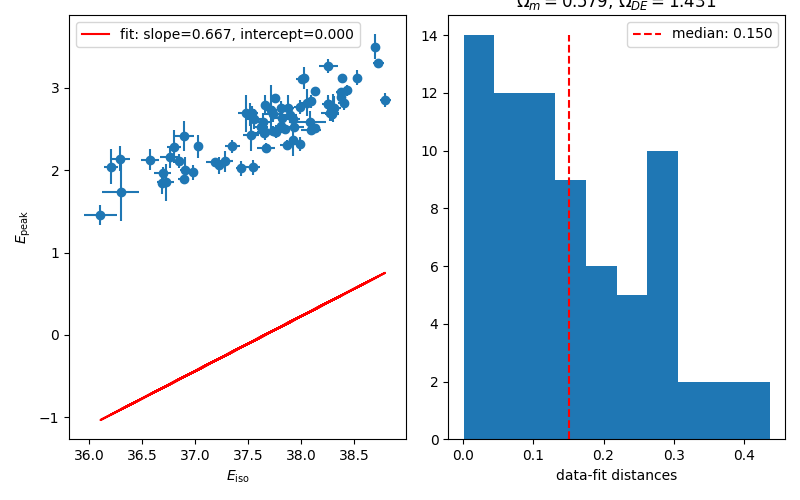 Ω_m = 0.579, Ω_DE = 1.431
fit: slope=0.667, intercept=0.000
median: 0.150
E_peak
3
2
1
0
−1
36.0 36.5 37.0 37.5 38.0 38.5
E_iso
14
12
10
8
6
4
2
0
0.0 0.1 0.2 0.3 0.4
data-fit distances